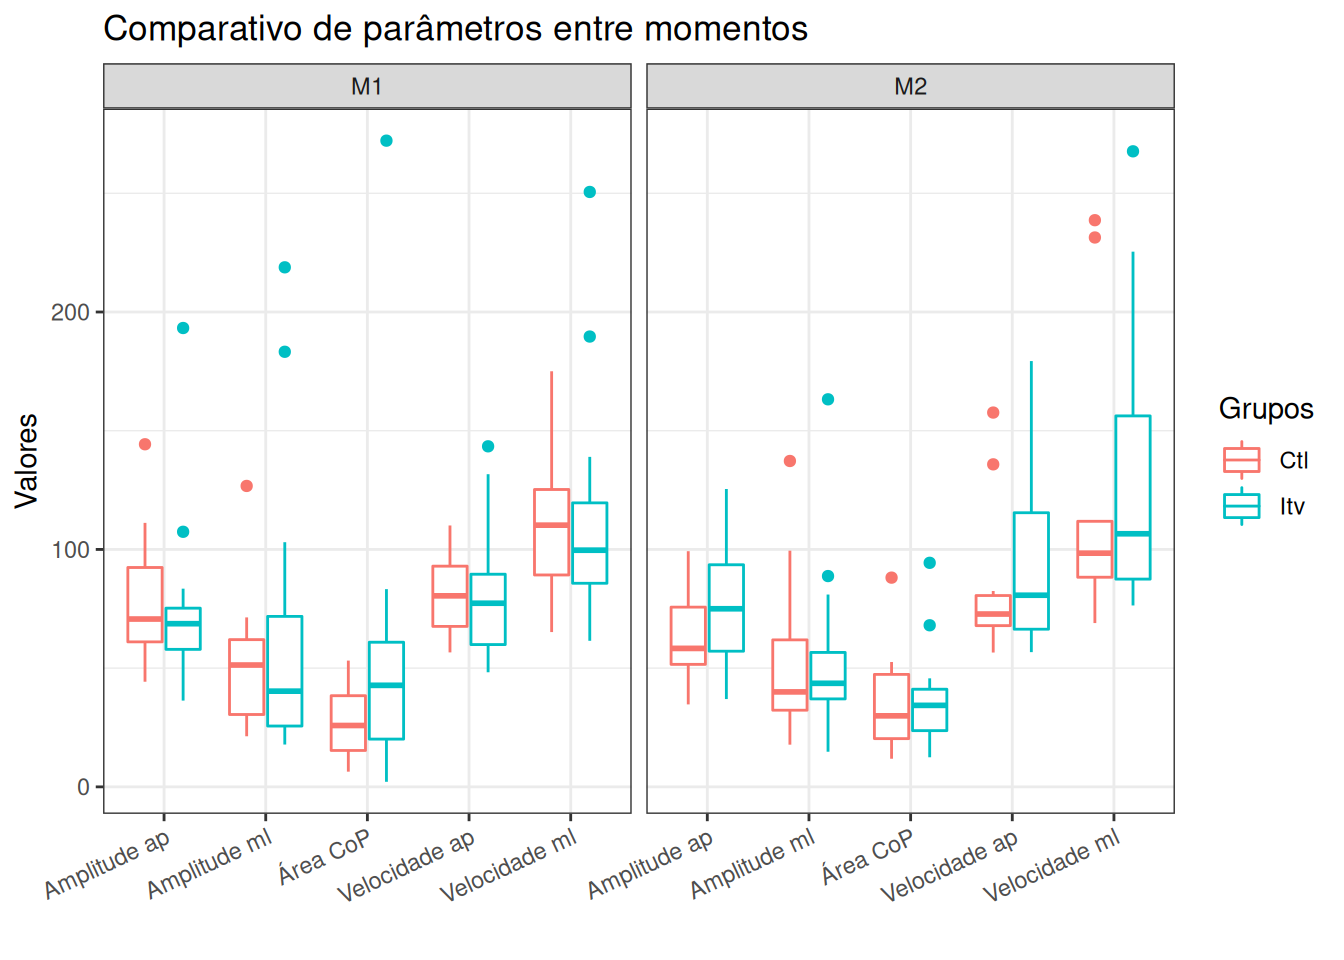 Comparativo de parâmetros entre momentos
M1
M2
Valores
200
100
0
Amplitude ap
Amplitude ml
Área CoP
Velocidade ap
Velocidade ml
Amplitude ap
Amplitude ml
Área CoP
Velocidade ap
Velocidade ml
Grupos
Ctl
Itv